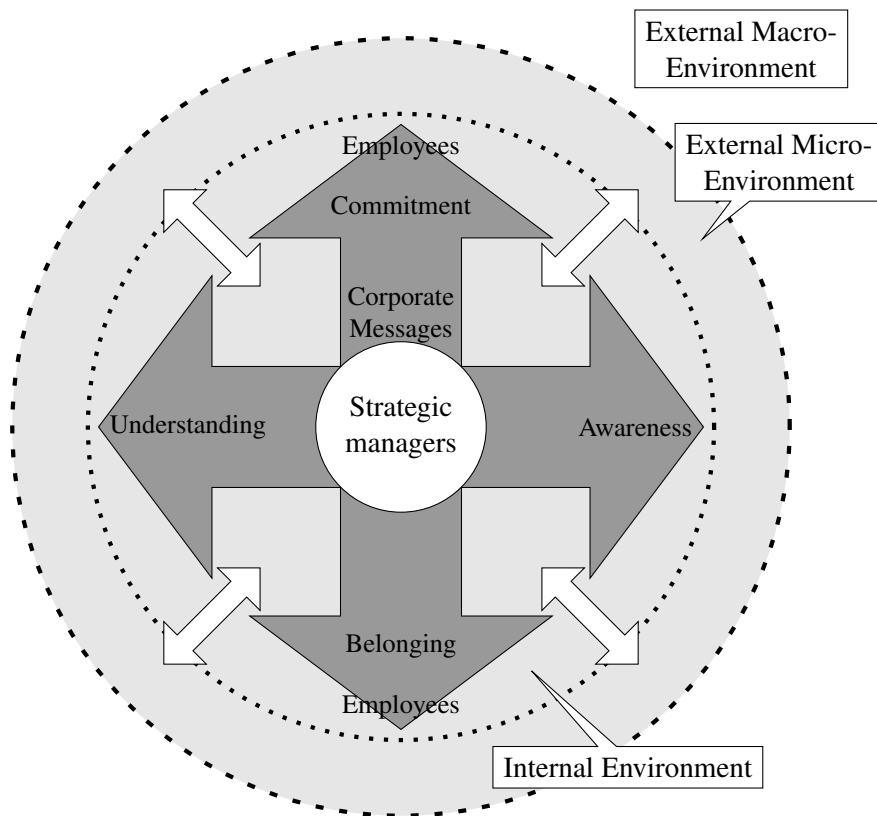 External Macro-
Environment
External Micro-
Environment
Employees
Commitment
Corporate
Messages
Understanding
Strategic
managers
Awareness
Belonging
Employees
Internal Environment